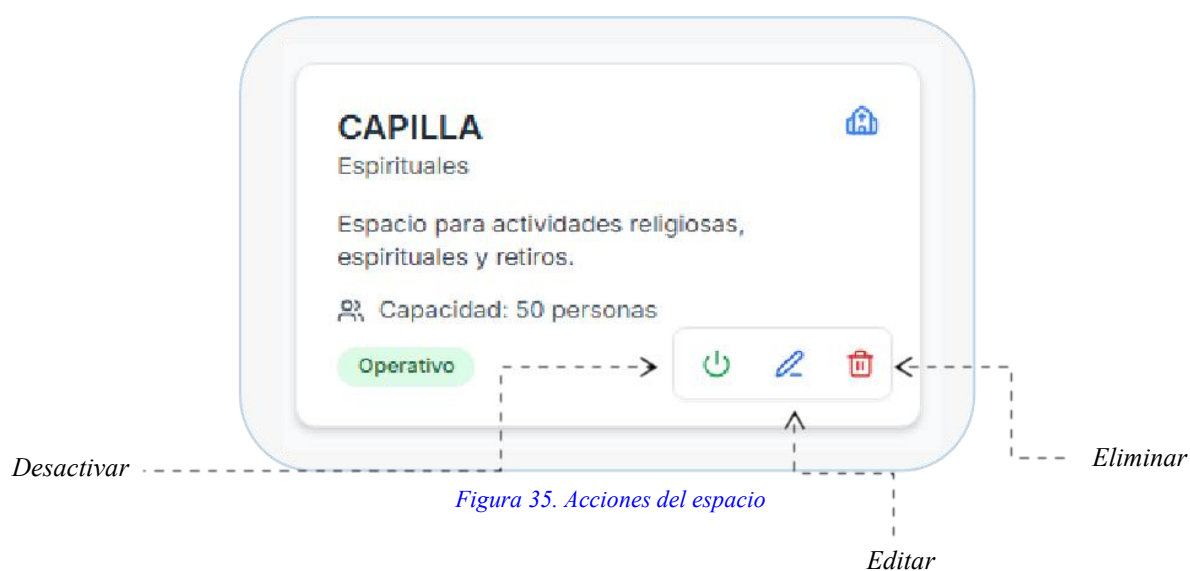 CAPILLA
Espirituales
Espacio para actividades religiosas,
espirituales y retiros.
Capacidad: 50 personas
Operativo
Desactivar
Eliminar
Figura 35. Acciones del espacio
Editar